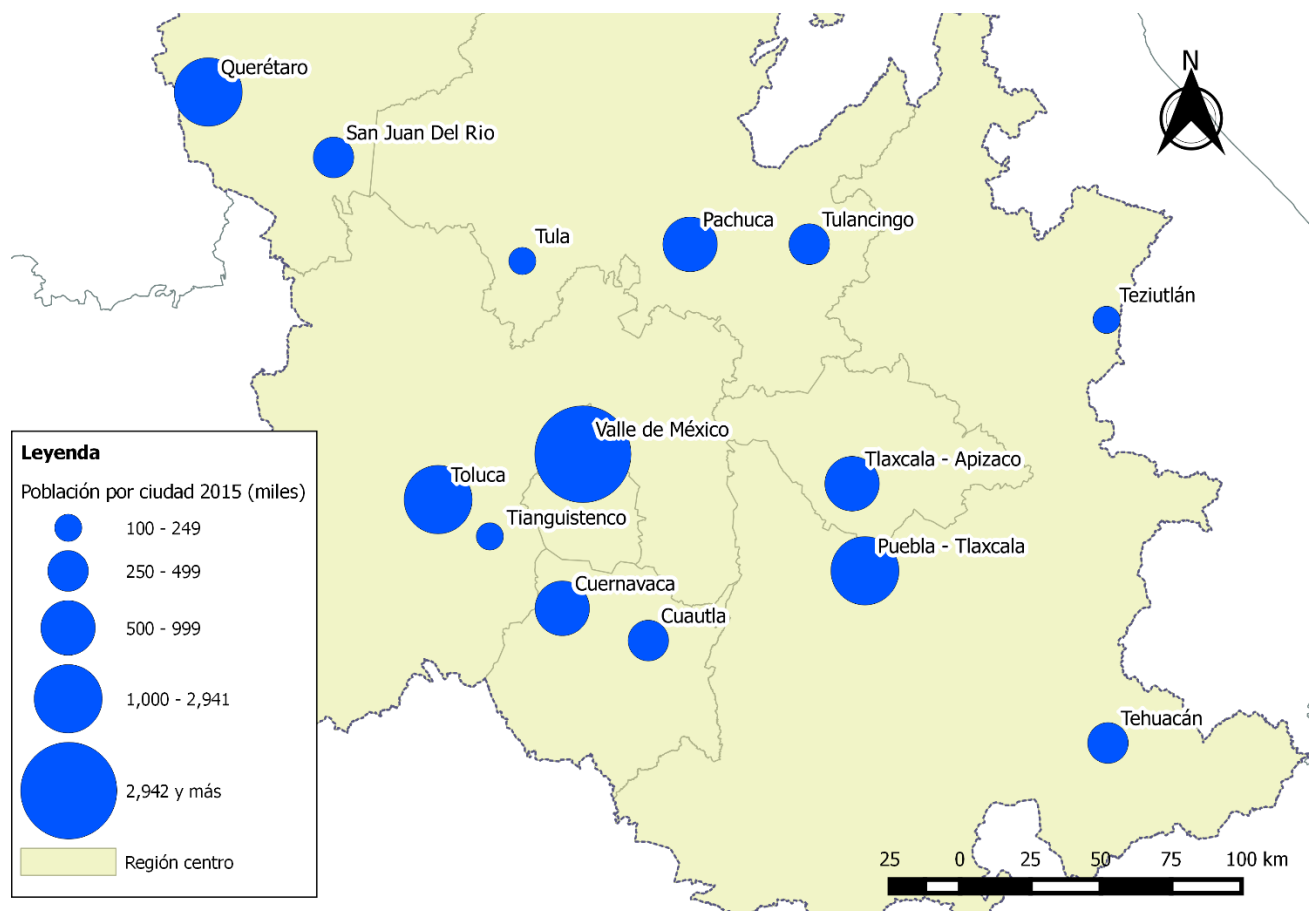 Querétaro
San Juan Del Rio
N
Pachuca
Tulancingo
Tula
Teziutlán
Valle de México
Toluca
Tlaxcala - Apizaco
Tianguistenco
Puebla - Tlaxcala
Cuernavaca
Cuautla
Tehuacán
Leyenda
Población por ciudad 2015 (miles)
100 - 249
250 - 499
500 - 999
1,000 - 2,941
2,942 y más
Región centro
25 0 25 50 75 100 km